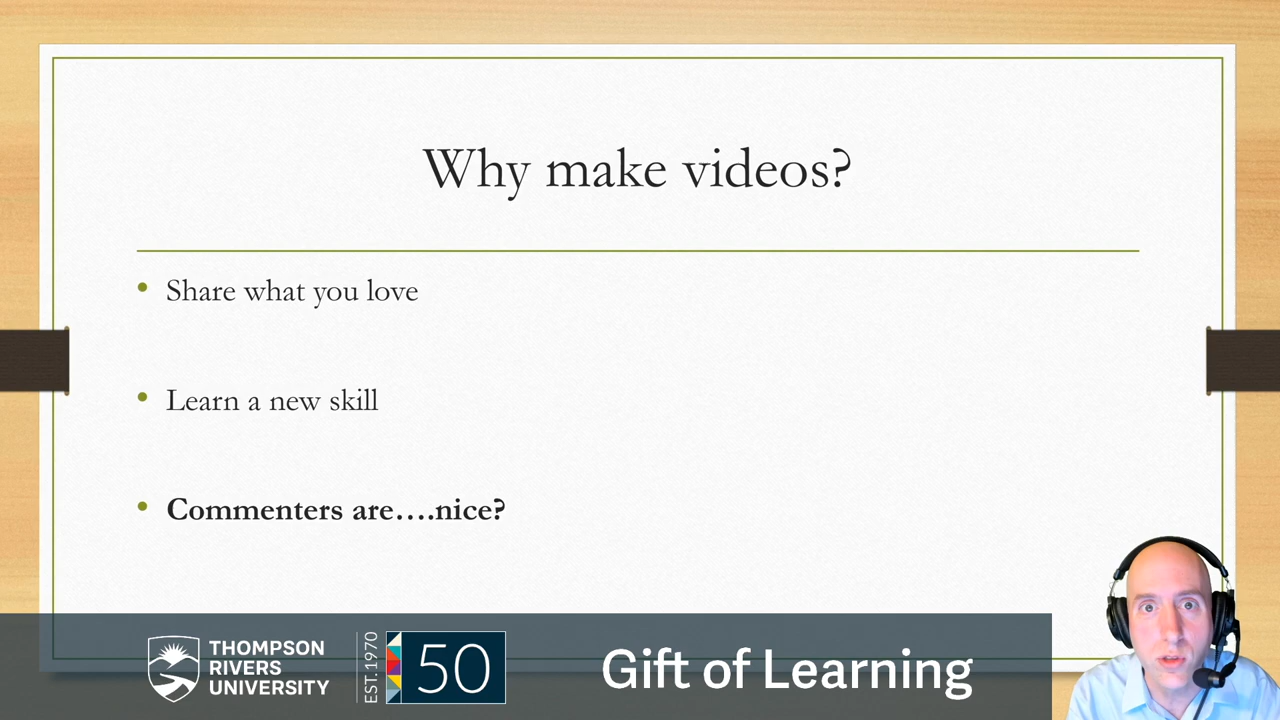 Why make videos?
• Share what you love
• Learn a new skill
• Commenters are….nice?
THOMPSON
RIVERS
UNIVERSITY
EST.1970
50
Gift of Learning